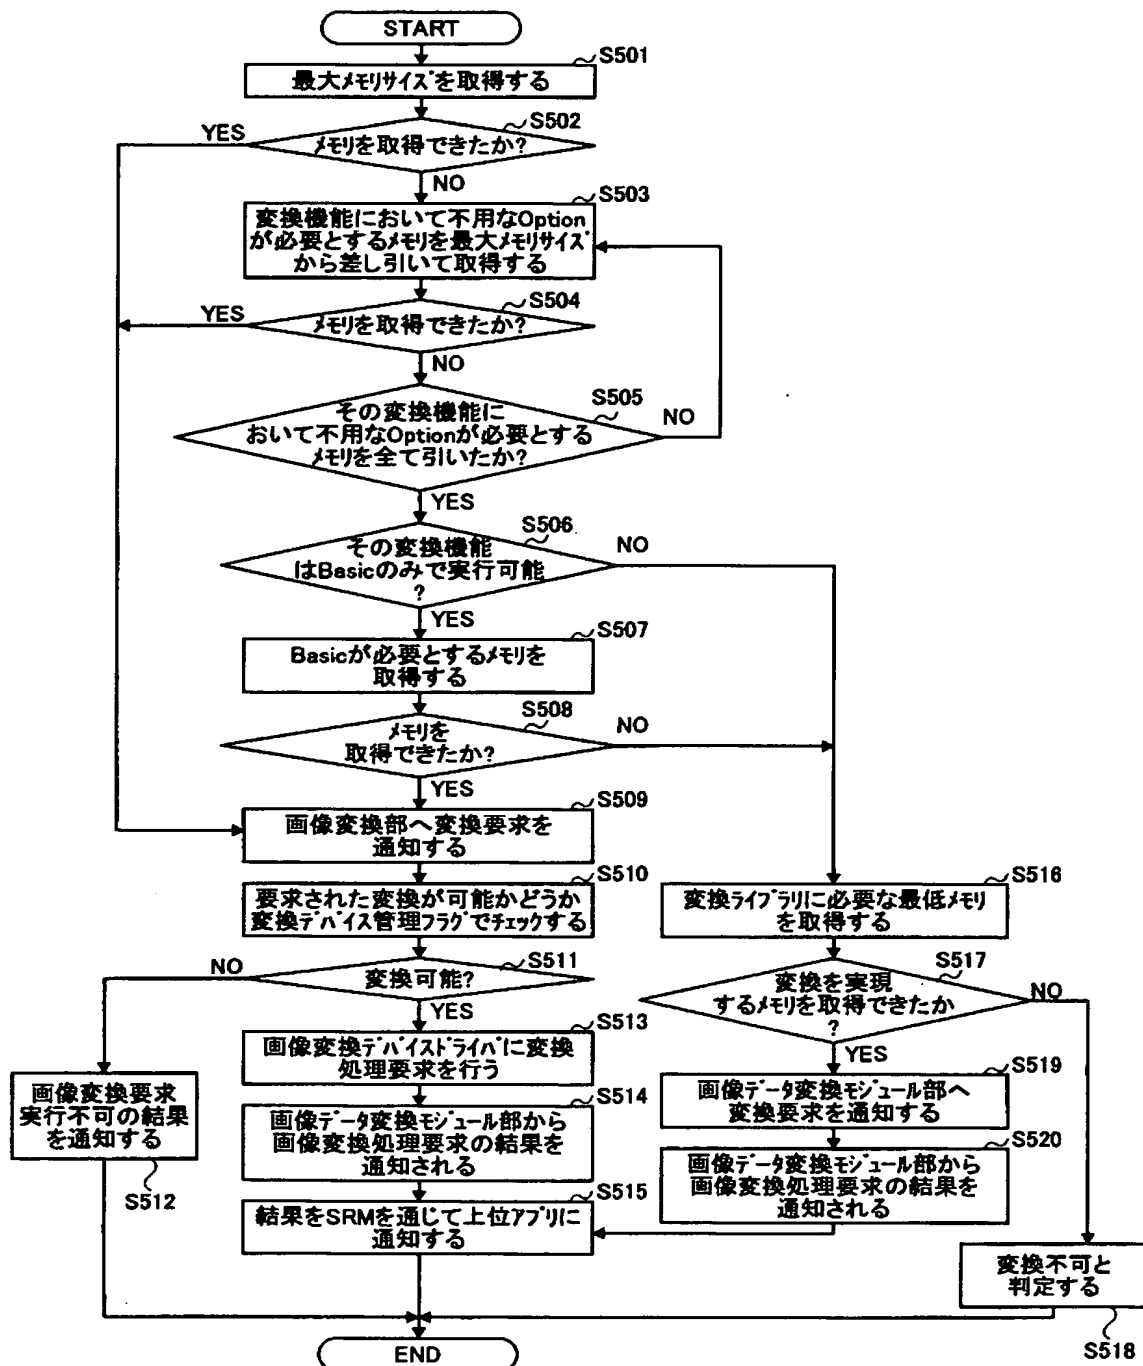 START
S501
最大メモリサイズを取得する
S502
メモリを取得できたか?
YES
NO
S503
変換機能において不用なOption
が必要とするメモリを最大メモリサイズ
から差し引いて取得する
S504
メモリを取得できたか?
YES
NO
S505
その変換機能に
おいて不用なOptionが必要とする
メモリを全て引いたか?
NO
YES
S506
その変換機能
はBasicのみで実行可能
?
NO
YES
S507
Basicが必要とするメモリを
取得する
S508
メモリを
取得できたか?
NO
YES
S509
画像変換部へ変換要求を
通知する
S510
要求された変換が可能かどうか
変換デバイス管理フラグでチェックする
S511
変換可能?
NO
YES
S512
画像変換要求
実行不可の結果
を通知する
S513
画像変換デバイスドライバに変換
処理要求を行う
S514
画像データ変換モジュール部から
画像変換処理要求の結果を
通知される
S515
結果をSRMを通じて上位アプリに
通知する
S516
変換ライブラリに必要な最低メモリ
を取得する
S517
変換を実現
するメモリを取得できたか
?
NO
YES
S519
画像データ変換モジュール部へ
変換要求を通知する
S520
画像データ変換モジュール部から
画像変換処理要求の結果を
通知される
変換不可と
判定する
S518
END